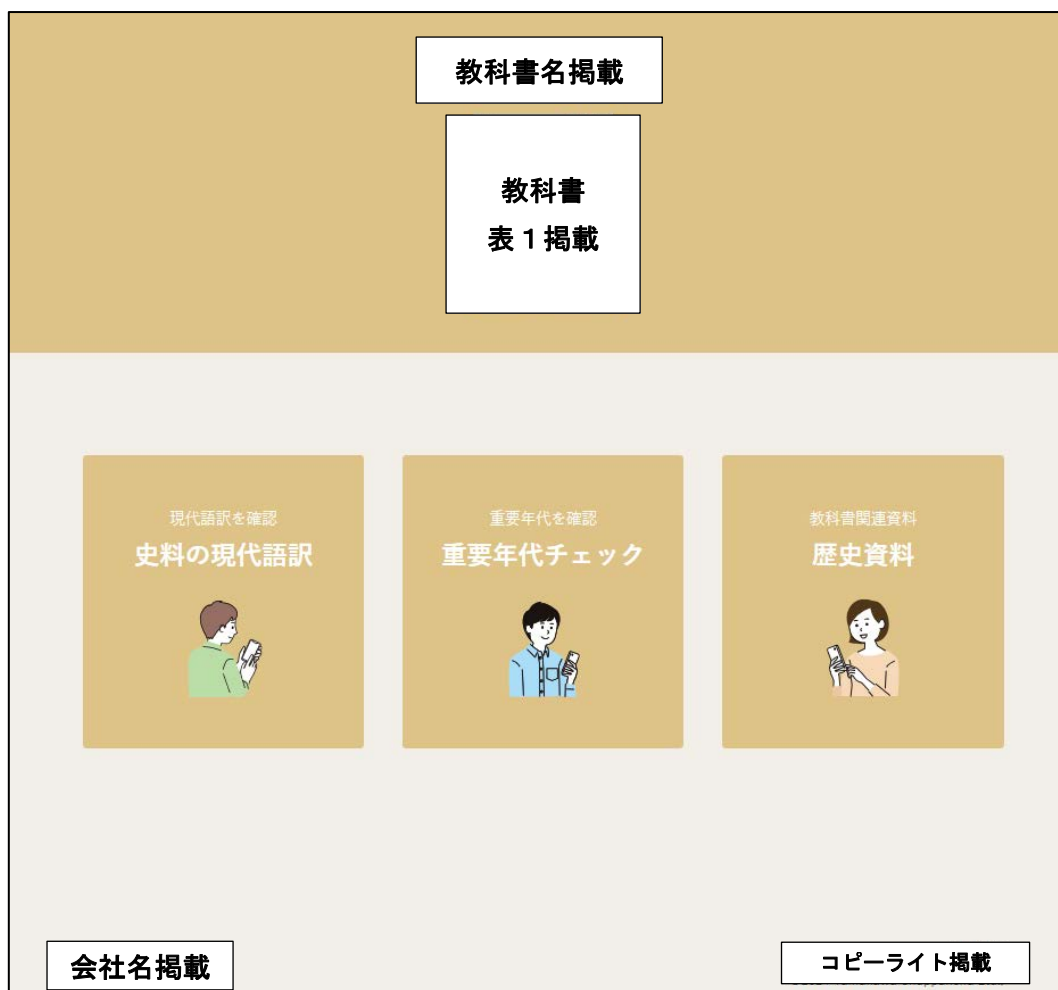 教科書名掲載
教科書
表1掲載
現代語訳を確認
史料の現代語訳
重要年代を確認
重要年代チェック
教科書関連資料
歴史資料
会社名掲載
コピーライト掲載